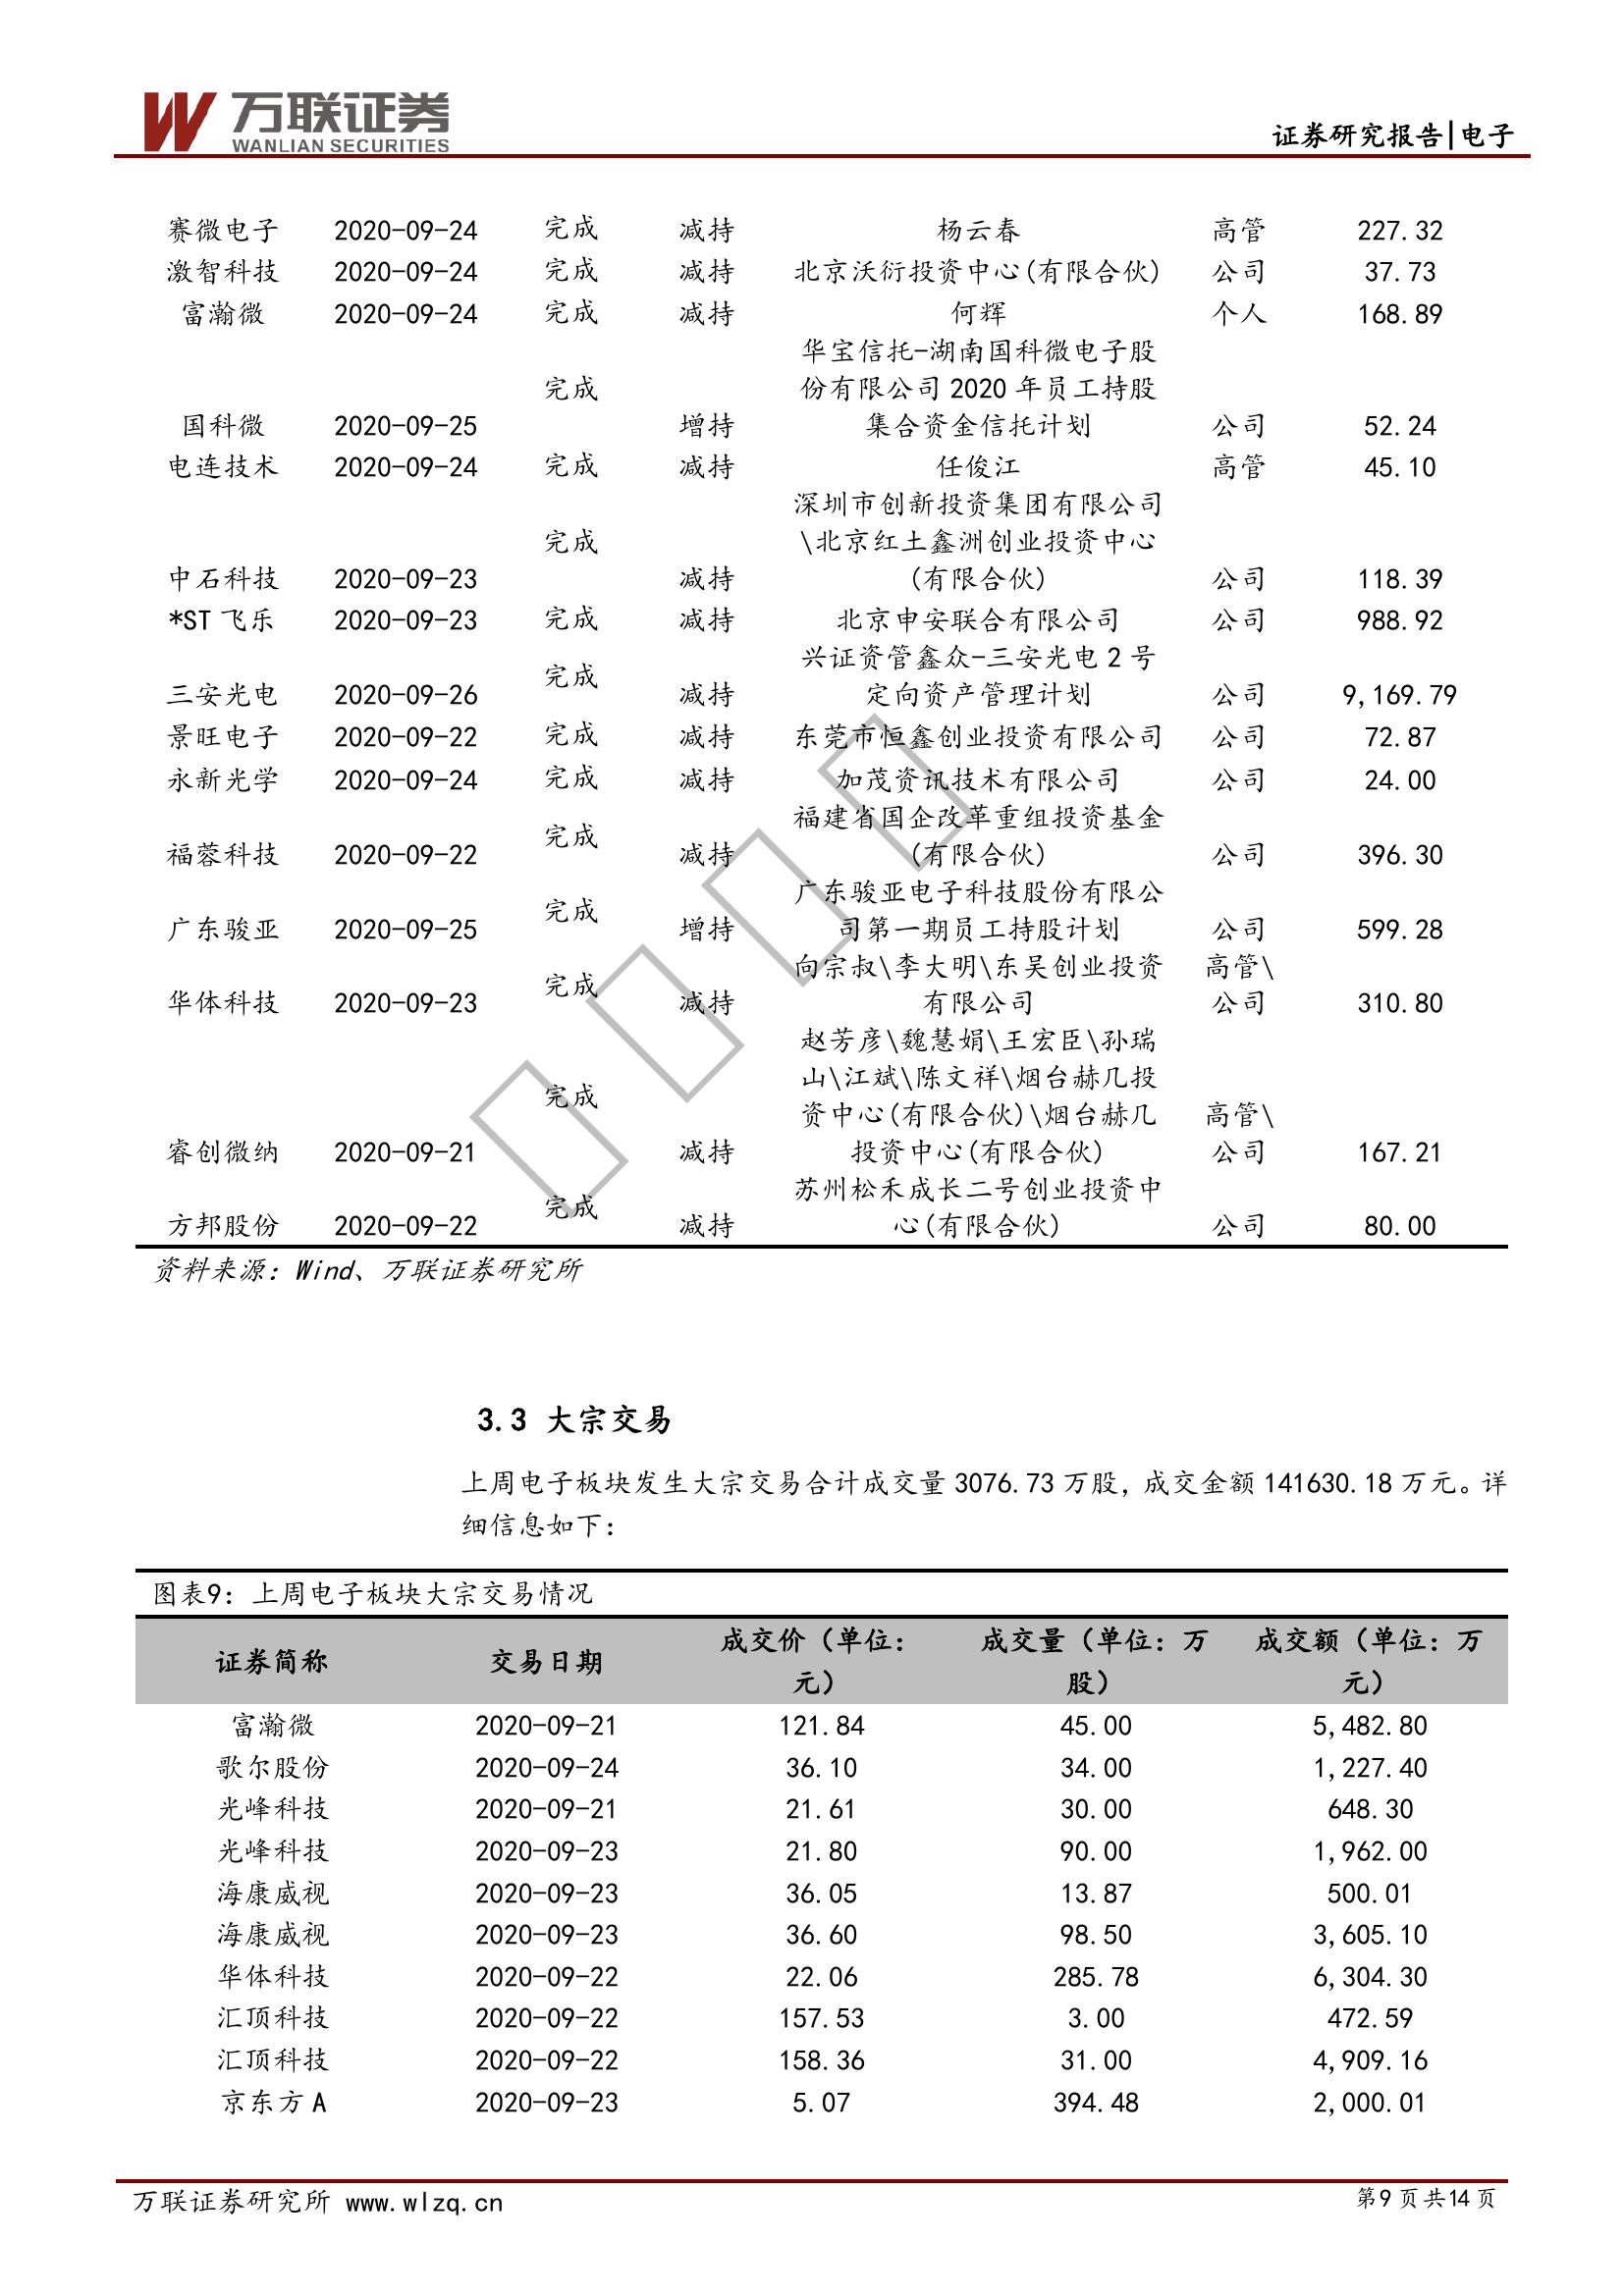 万联证券
WANLIAN SECURITIES
证券研究报告|电子
赛微电子 2020-09-24 完成 减持 杨云春 高管 227.32
激智科技 2020-09-24 完成 减持 北京沃衍投资中心(有限合伙) 公司 37.73
富瀚微 2020-09-24 完成 减持 何辉 个人 168.89
华宝信托-湖南国科微电子股
完成 份有限公司 2020 年员工持股
国科微 2020-09-25 增持 集合资金信托计划 公司 52.24
电连技术 2020-09-24 完成 减持 任俊江 高管 45.10
深圳市创新投资集团有限公司
完成 \北京红土鑫洲创业投资中心
中石科技 2020-09-23 减持 (有限合伙) 公司 118.39
*ST 飞乐 2020-09-23 完成 减持 北京申安联合有限公司 公司 988.92
完成 兴证资管鑫众-三安光电 2 号
三安光电 2020-09-26 减持 定向资产管理计划 公司 9,169.79
景旺电子 2020-09-22 完成 减持 东莞市恒鑫创业投资有限公司 公司 72.87
永新光学 2020-09-24 完成 减持 加茂资讯技术有限公司 公司 24.00
完成 福建省国企改革重组投资基金
福蓉科技 2020-09-22 减持 (有限合伙) 公司 396.30
完成 广东骏亚电子科技股份有限公
广东骏亚 2020-09-25 增持 司第一期员工持股计划 公司 599.28
完成 向宗叔\李大明\东吴创业投资 高管\
华体科技 2020-09-23 减持 有限公司 公司 310.80
赵芳彦\魏慧娟\王宏臣\孙瑞
完成 山\江斌\陈文祥\烟台赫几投
资中心(有限合伙)\烟台赫几 高管\
睿创微纳 2020-09-21 减持 投资中心(有限合伙) 公司 167.21
完成 苏州松禾成长二号创业投资中
方邦股份 2020-09-22 减持 心(有限合伙) 公司 80.00
资料来源：Wind、万联证券研究所
3.3 大宗交易
上周电子板块发生大宗交易合计成交量 3076.73 万股，成交金额 141630.18 万元。详
细信息如下：
图表9：上周电子板块大宗交易情况
证券简称 交易日期 成交价（单位： 成交量（单位：万 成交额（单位：万
元） 股） 元）
富瀚微 2020-09-21 121.84 45.00 5,482.80
歌尔股份 2020-09-24 36.10 34.00 1,227.40
光峰科技 2020-09-21 21.61 30.00 648.30
光峰科技 2020-09-23 21.80 90.00 1,962.00
海康威视 2020-09-23 36.05 13.87 500.01
海康威视 2020-09-23 36.60 98.50 3,605.10
华体科技 2020-09-22 22.06 285.78 6,304.30
汇顶科技 2020-09-22 157.53 3.00 472.59
汇顶科技 2020-09-22 158.36 31.00 4,909.16
京东方 A 2020-09-23 5.07 394.48 2,000.01
万联证券研究所 www.wlzq.cn 第9页共14页